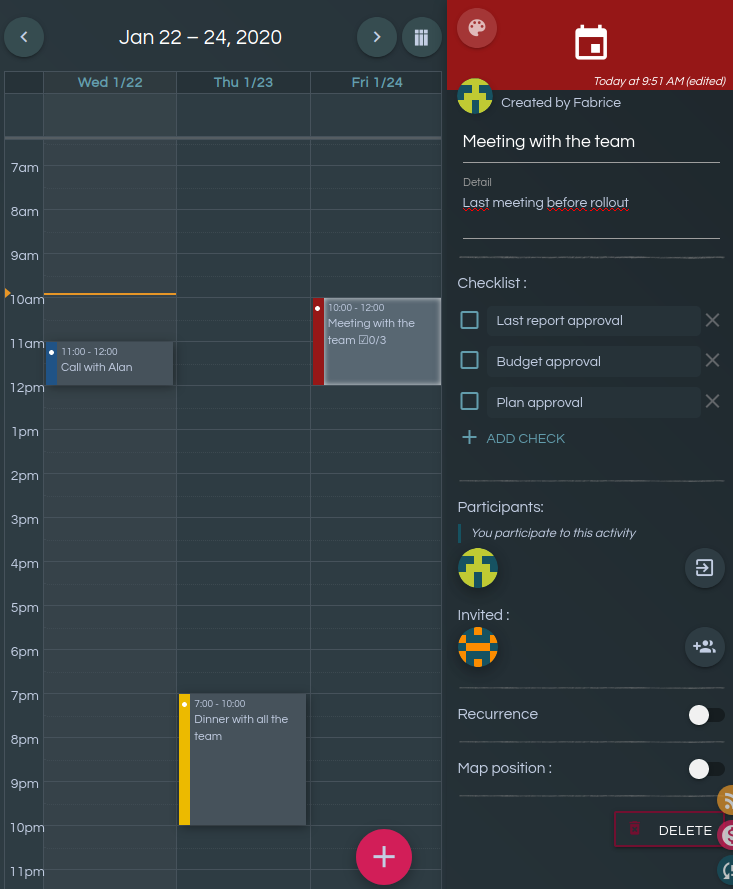 Jan 22 – 24, 2020
Wed 1/22
Thu 1/23
Fri 1/24
7am
8am
9am
10am
11am
12pm
1pm
2pm
3pm
4pm
5pm
6pm
7pm
8pm
9pm
10pm
11pm
11:00 - 12:00
Call with Alan
7:00 - 10:00
Dinner with all the
team
10:00 - 12:00
Meeting with the
team ☑0/3
Today at 9:51 AM (edited)
Created by Fabrice
Meeting with the team
Detail
Last meeting before rollout
Checklist :
Last report approval
Budget approval
Plan approval
ADD CHECK
Participants:
You participate to this activity
Invited :
Recurrence
Map position :
DELETE